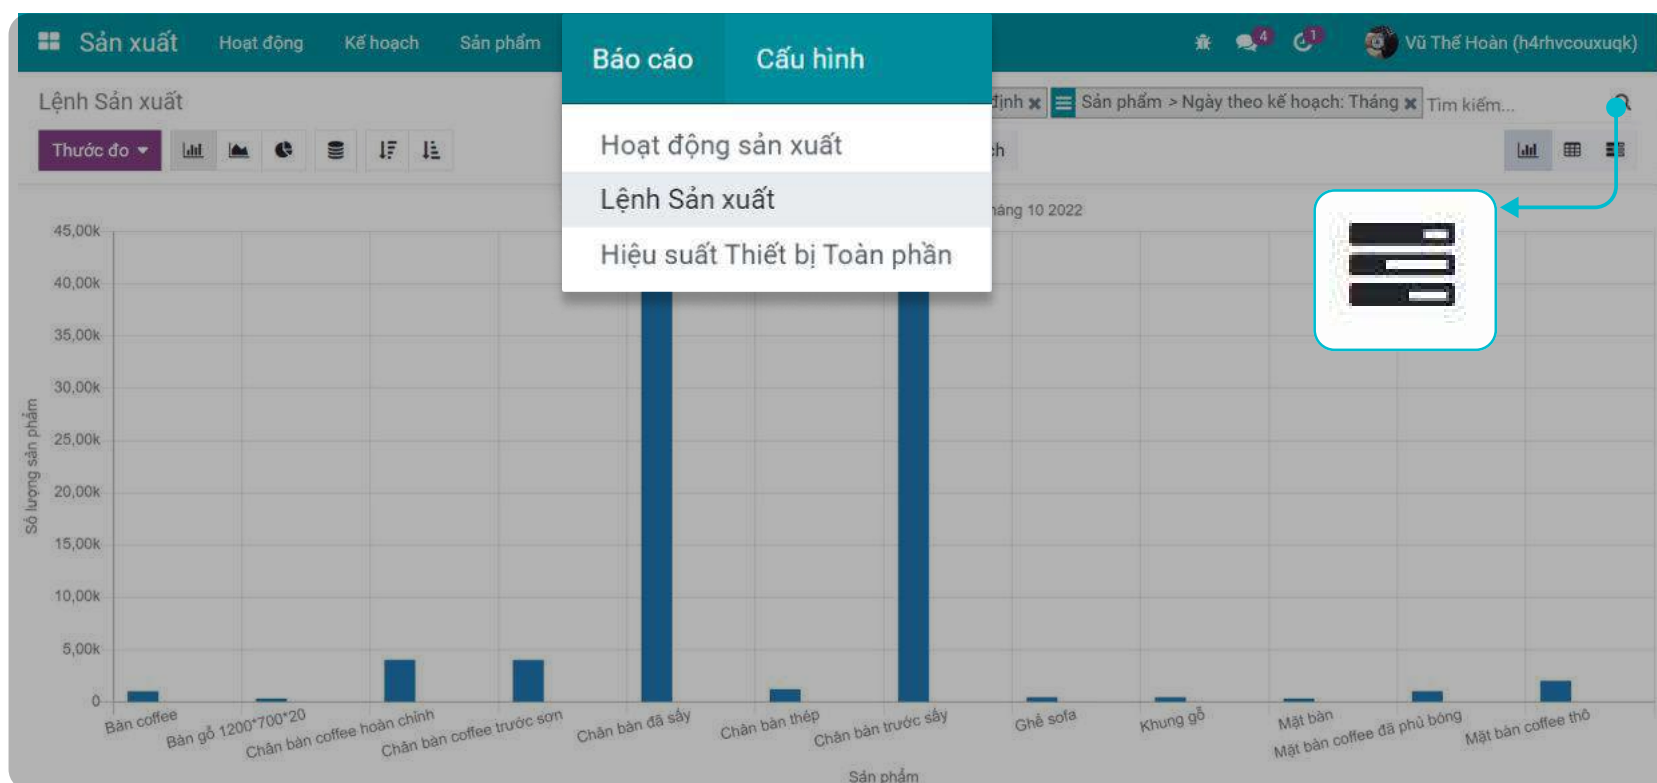 Sản xuất Hoạt động Kế hoạch Sản phẩm Báo cáo Cấu hình 4 1 Vũ Thế Hoàn (h4rhvcouxuqk)
Lệnh Sản xuất
định × Sản phẩm > Ngày theo kế hoạch: Tháng × Tìm kiếm...
Thước đo
Hoạt động sản xuất
Lệnh Sản xuất
Hiệu suất Thiết bị Toàn phần
10 2022
Số lượng sản phẩm
45,00k
40,00k
35,00k
30,00k
25,00k
20,00k
15,00k
10,00k
5,00k
0
Bàn coffee
Bàn gỗ 1200*700*20
Chân bàn coffee hoàn chỉnh
Chân bàn coffee trước sơn
Chân bàn đã sấy
Chân bàn thép
Chân bàn trước sấy
Ghế sofa
Khung gỗ
Mặt bàn
Mặt bàn coffee đã phủ bóng
Mặt bàn coffee thô
Sản phẩm